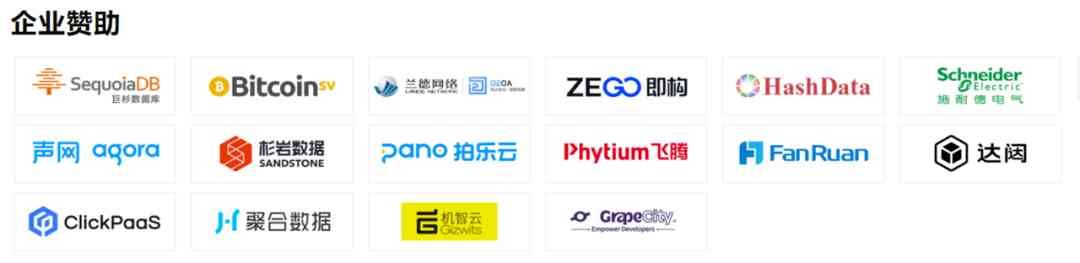 企业赞助
SequoiaDB
巨杉数据库
Bitcoin SV
兰德网络
LANDE NETWORK
ZEGO 即构
HashData
Schneider
Electric
施耐德电气
声网 agora
杉岩数据
SANDSTONE
pano 拍乐云
Phytium飞腾
FanRuan
达闼
ClickPaaS
聚合数据
机智云
Gizwits
GrapeCity
Empower Developers